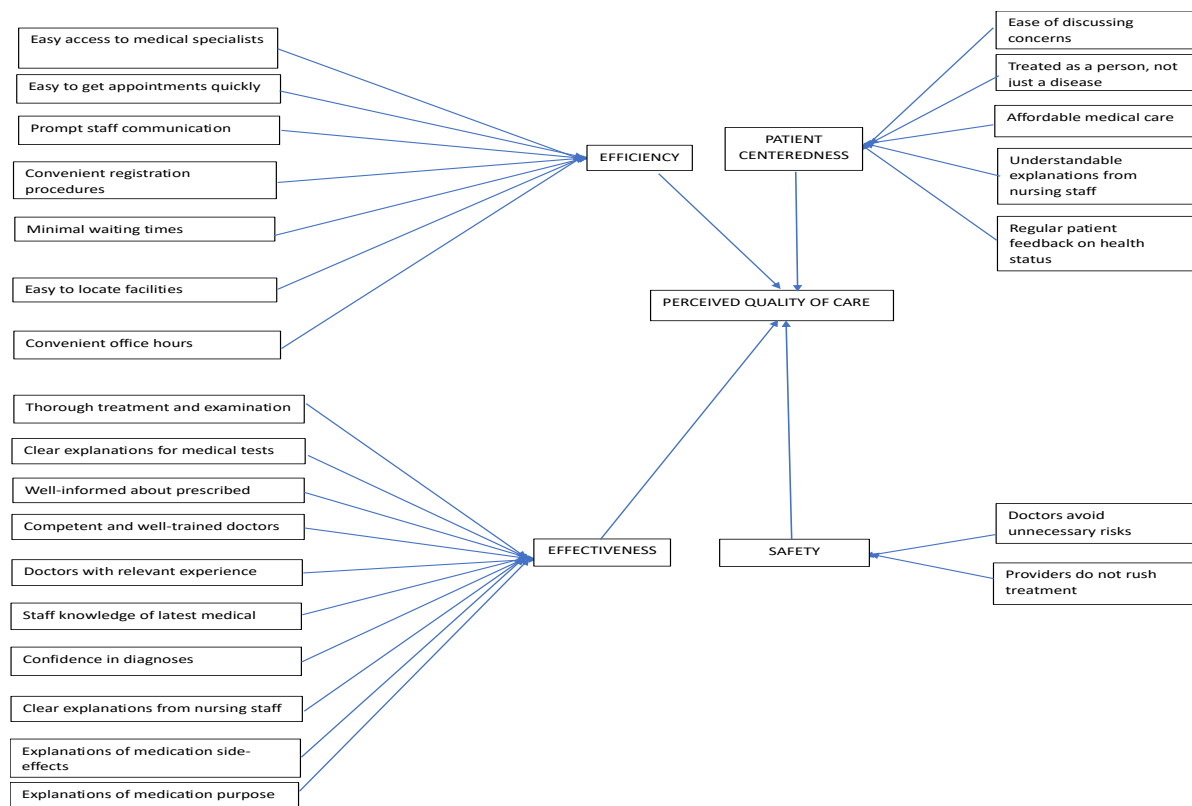 Easy access to medical specialists
Easy to get appointments quickly
Prompt staff communication
Convenient registration
procedures
Minimal waiting times
Easy to locate facilities
Convenient office hours
EFFICIENCY
PATIENT
CENTEREDNESS
Ease of discussing
concerns
Treated as a person, not
just a disease
Affordable medical care
Understandable
explanations from
nursing staff
Regular patient
feedback on health
status
PERCEIVED QUALITY OF CARE
Thorough treatment and examination
Clear explanations for medical tests
Well-informed about prescribed
Competent and well-trained doctors
Doctors with relevant experience
Staff knowledge of latest medical
Confidence in diagnoses
Clear explanations from nursing staff
Explanations of medication side-
effects
Explanations of medication purpose
EFFECTIVENESS
SAFETY
Doctors avoid
unnecessary risks
Providers do not rush
treatment